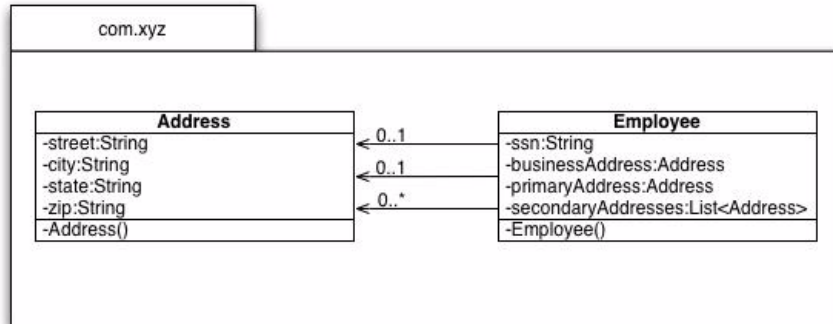 com.xyz
Address
-street:String
-city:String
-state:String
-zip:String
-Address()
0..1
0..1
0..*
Employee
-ssn:String
-businessAddress:Address
-primaryAddress:Address
-secondaryAddresses:List<Address>
-Employee()